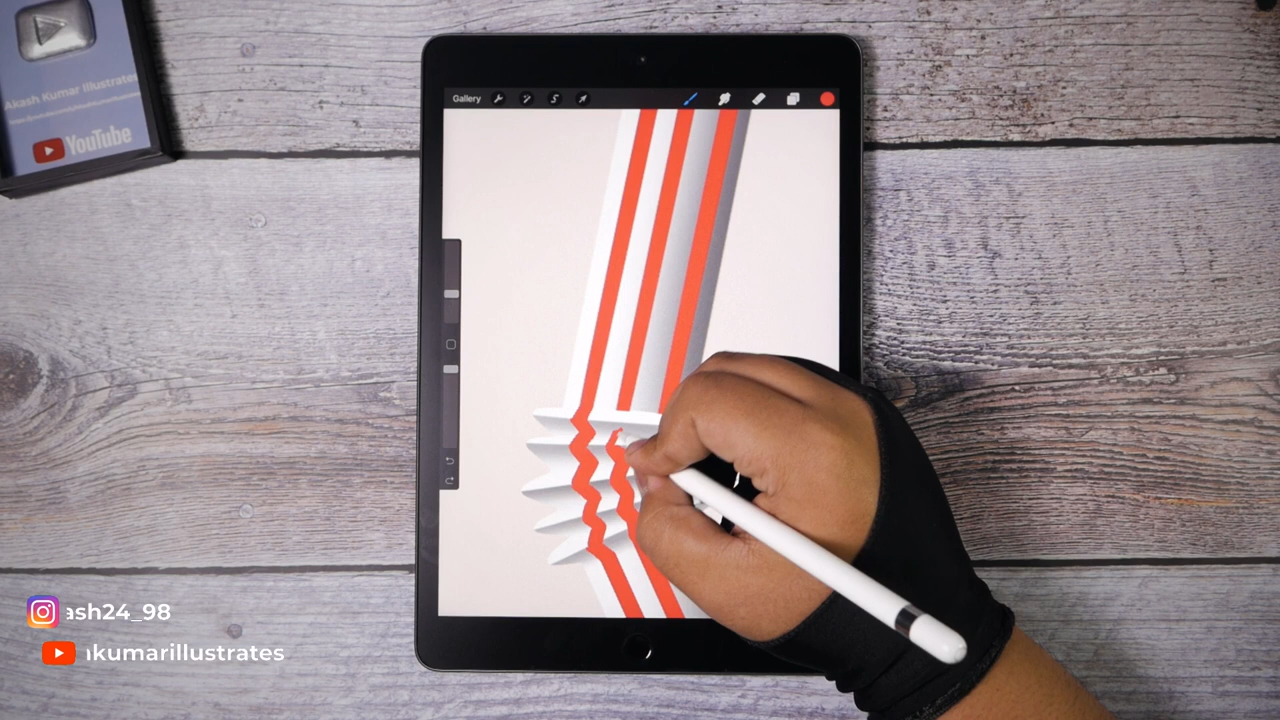 Akash Kumar Illustrates
YouTube
Gallery
ash24_98
kumarillustrates